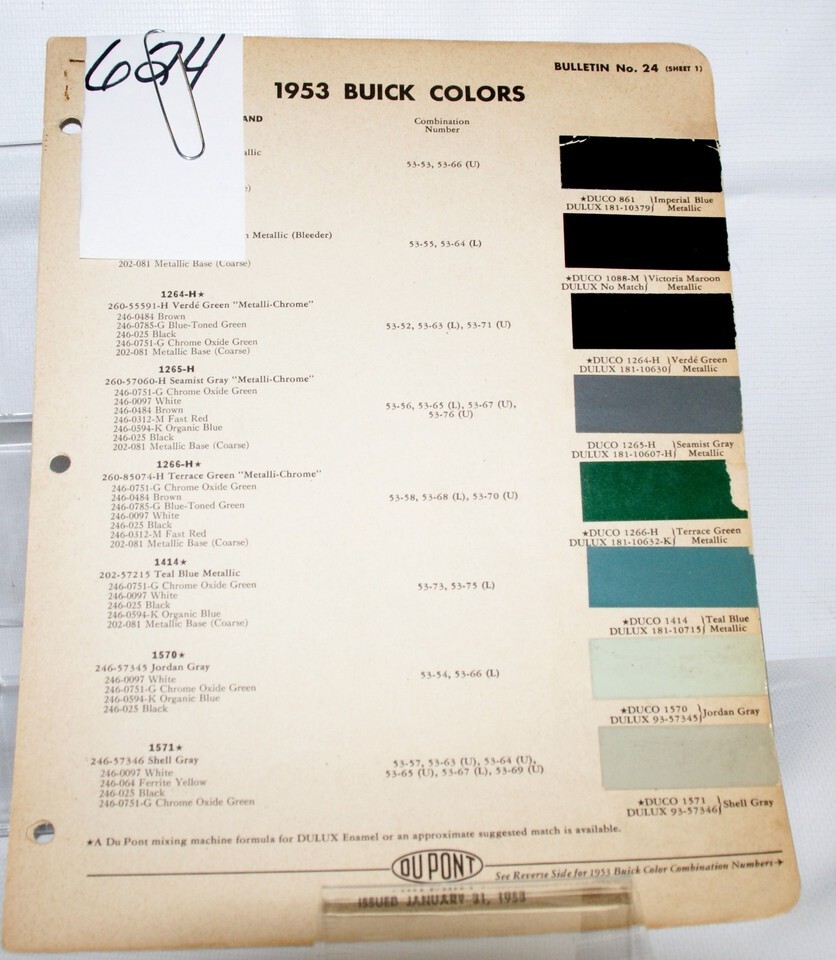 624
BULLETIN No. 24 (SHEET 1)
1953 BUICK COLORS
AND
Combination
Number
allic
53-53, 53-66 (U)
e)
★DUCO 861 Imperial Blue
DULUX 181-10379 Metallic
n Metallic (Bleeder)
53-55, 53-64 (L)
202-081 Metallic Base (Coarse)
★DUCO 1088-M Victoria Maroon
DULUX No Match Metallic
1264-H★
260-55591-H Verdé Green "Metalli-Chrome"
246-0484 Brown
246-0785-G Blue-Toned Green
246-025 Black
246-0751-G Chrome Oxide Green
202-081 Metallic Base (Coarse)
53-52, 53-63 (L), 53-71 (U)
★DUCO 1264-H Verdé Green
DULUX 181-10630 Metallic
1265-H
260-57060-H Seamist Gray "Metalli-Chrome"
246-0751-G Chrome Oxide Green
246-0097 White
246-0484 Brown
246-0312-M Fast Red
246-0594-K Organic Blue
246-025 Black
202-081 Metallic Base (Coarse)
53-56, 53-65 (L), 53-67 (U),
53-76 (U)
DUCO 1265-H Seamist Gray
DULUX 181-10607-H Metallic
1266-H★
260-85074-H Terrace Green "Metalli-Chrome"
246-0751-G Chrome Oxide Green
246-0484 Brown
246-0785-G Blue-Toned Green
246-0097 White
246-025 Black
246-0312-M Fast Red
202-081 Metallic Base (Coarse)
53-58, 53-68 (L), 53-70 (U)
★DUCO 1266-H Terrace Green
DULUX 181-10632-K Metallic
1414★
202-57215 Teal Blue Metallic
246-0751-G Chrome Oxide Green
246-0097 White
246-025 Black
246-0594-K Organic Blue
202-081 Metallic Base (Coarse)
53-73, 53-75 (L)
★DUCO 1414 Teal Blue
DULUX 181-10715 Metallic
1570★
246-57345 Jordan Gray
246-0097 White
246-0751-G Chrome Oxide Green
246-0594-K Organic Blue
246-025 Black
53-54, 53-66 (L)
★DUCO 1570 Jordan Gray
DULUX 93-57345
1571★
246-57346 Shell Gray
246-0097 White
246-064 Ferrite Yellow
246-025 Black
246-0751-G Chrome Oxide Green
53-57, 53-63 (U), 53-64 (U),
53-65 (U), 53-67 (L), 53-69 (U)
★DUCO 1571 Shell Gray
DULUX 93-57346
★A Du Pont mixing machine formula for DULUX Enamel or an approximate suggested match is available.
DU PONT
See Reverse Side for 1953 Buick Color Combination Numbers→
ISSUED JANUARY 31, 1953